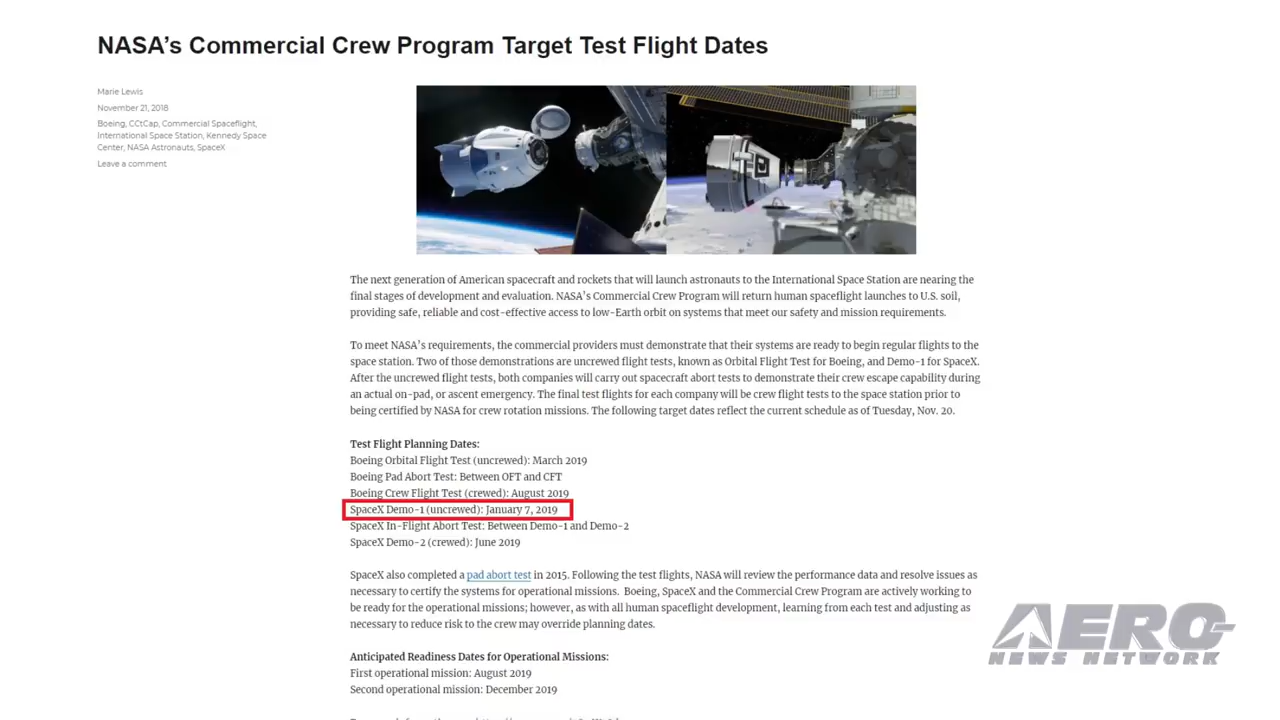 NASA’s Commercial Crew Program Target Test Flight Dates
Marie Lewis
November 21, 2018
Boeing, CCtCap, Commercial Spaceflight,
International Space Station, Kennedy Space
Center, NASA Astronauts, SpaceX
Leave a comment
The next generation of American spacecraft and rockets that will launch astronauts to the International Space Station are nearing the
final stages of development and evaluation. NASA’s Commercial Crew Program will return human spaceflight launches to U.S. soil,
providing safe, reliable and cost-effective access to low-Earth orbit on systems that meet our safety and mission requirements.
To meet NASA’s requirements, the commercial providers must demonstrate that their systems are ready to begin regular flights to the
space station. Two of those demonstrations are uncrewed flight tests, known as Orbital Flight Test for Boeing, and Demo-1 for SpaceX.
After the uncrewed flight tests, both companies will carry out spacecraft abort tests to demonstrate their crew escape capability during
an actual on-pad, or ascent emergency. The final test flights for each company will be crew flight tests to the space station prior to
being certified by NASA for crew rotation missions. The following target dates reflect the current schedule as of Tuesday, Nov. 20.
Test Flight Planning Dates:
Boeing Orbital Flight Test (uncrewed): March 2019
Boeing Pad Abort Test: Between OFT and CFT
Boeing Crew Flight Test (crewed): August 2019
SpaceX Demo-1 (uncrewed): January 7, 2019
SpaceX In-Flight Abort Test: Between Demo-1 and Demo-2
SpaceX Demo-2 (crewed): June 2019
SpaceX also completed a pad abort test in 2015. Following the test flights, NASA will review the performance data and resolve issues as
necessary to certify the systems for operational missions. Boeing, SpaceX and the Commercial Crew Program are actively working to
be ready for the operational missions; however, as with all human spaceflight development, learning from each test and adjusting as
necessary to reduce risk to the crew may override planning dates.
AERO
NEWS NETWORK
Anticipated Readiness Dates for Operational Missions:
First operational mission: August 2019
Second operational mission: December 2019